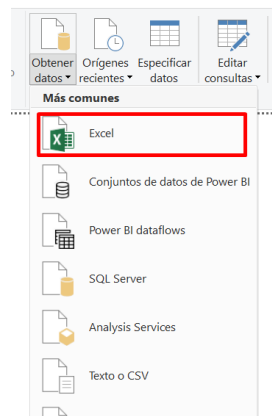 Obtener datos
Orígenes recientes
Especificar datos
Editar consultas
Más comunes
Excel
Conjuntos de datos de Power BI
Power BI dataflows
SQL Server
Analysis Services
Texto o CSV